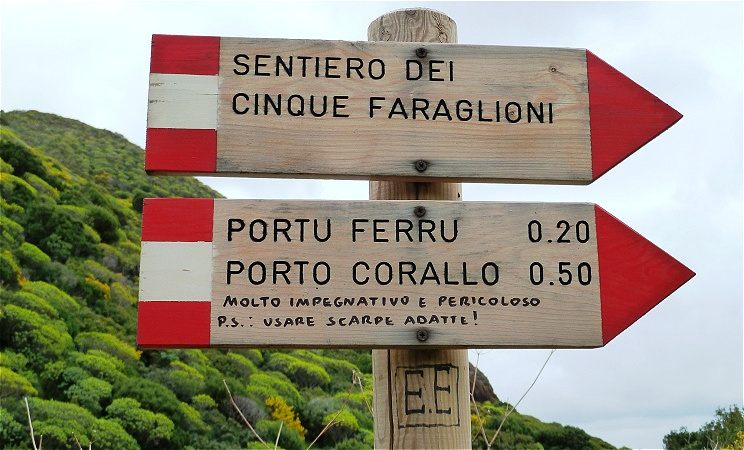 SENTIERO DEI
CINQUE FARAGLIONI
PORTU FERRU 0.20
PORTO CORALLO 0.50
MOLTO IMPEGNATIVO E PERICOLOSO
P.S.: USARE SCARPE ADATTE!
E.E